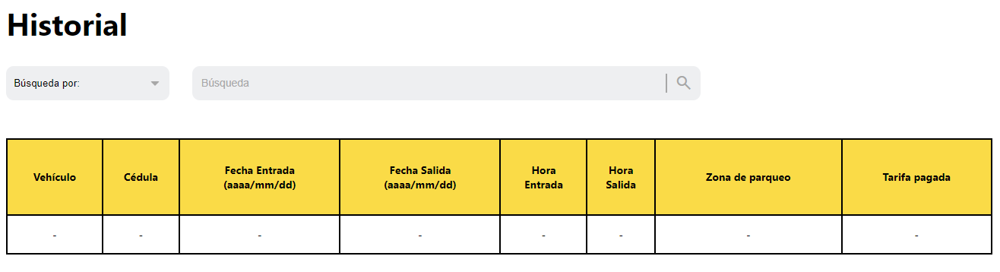 Historial
Búsqueda por:
Búsqueda
Vehículo
Cédula
Fecha Entrada
(aaaa/mm/dd)
Fecha Salida
(aaaa/mm/dd)
Hora
Entrada
Hora
Salida
Zona de parqueo
Tarifa pagada
- - - - - - - -